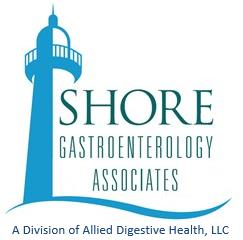 SHORE
GASTROENTEROLOGY
ASSOCIATES
A Division of Allied Digestive Health, LLC